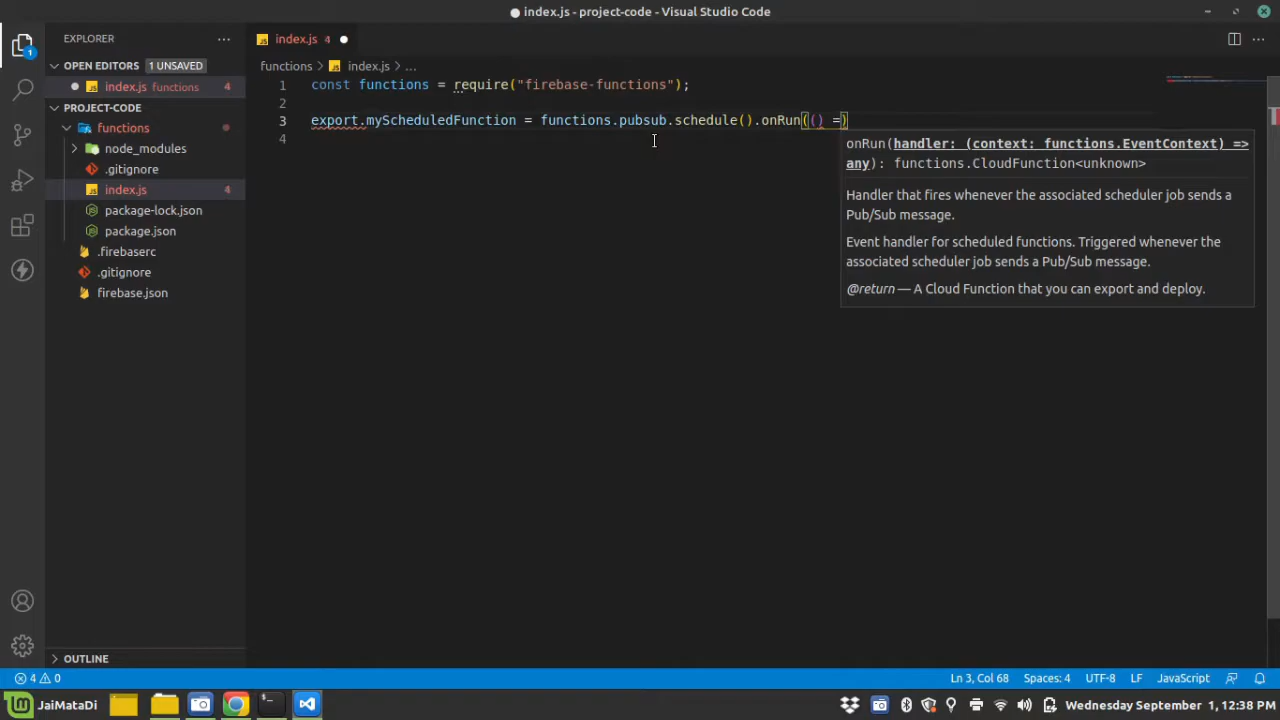 index.js - project-code - Visual Studio Code
EXPLORER
index.js 4
OPEN EDITORS 1 UNSAVED
index.js functions 4
PROJECT-CODE
functions
node_modules
.gitignore
index.js 4
package-lock.json
package.json
.firebaserc
.gitignore
firebase.json
OUTLINE
functions > index.js > ...
1 const functions = require("firebase-functions");
2
3 export.myScheduledFunction = functions.pubsub.schedule().onRun(() =)
4
onRun(handler: (context: functions.EventContext) =>
any): functions.CloudFunction<unknown>
Handler that fires whenever the associated scheduler job sends a
Pub/Sub message.
Event handler for scheduled functions. Triggered whenever the
associated scheduler job sends a Pub/Sub message.
@return — A Cloud Function that you can export and deploy.
1
4 0
Ln 3, Col 68 Spaces: 4 UTF-8 LF JavaScript
JaiMataDi
Wednesday September 1, 12:38 PM